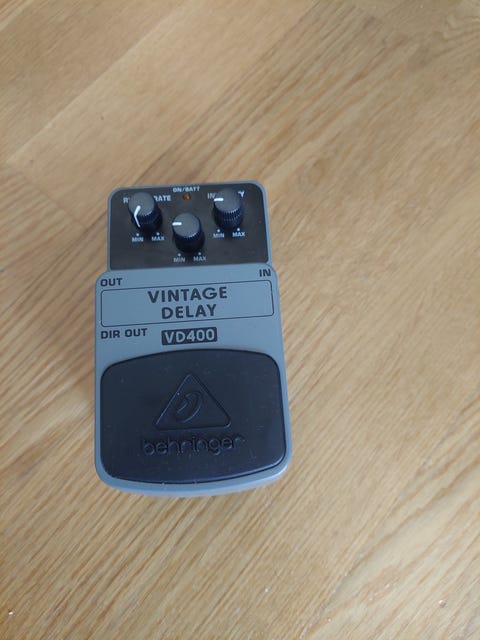 ON/BATT
RATE
MIN MAX
MIN MAX
MIN MAX
OUT
IN
VINTAGE
DELAY
DIR OUT
VD400
behringer